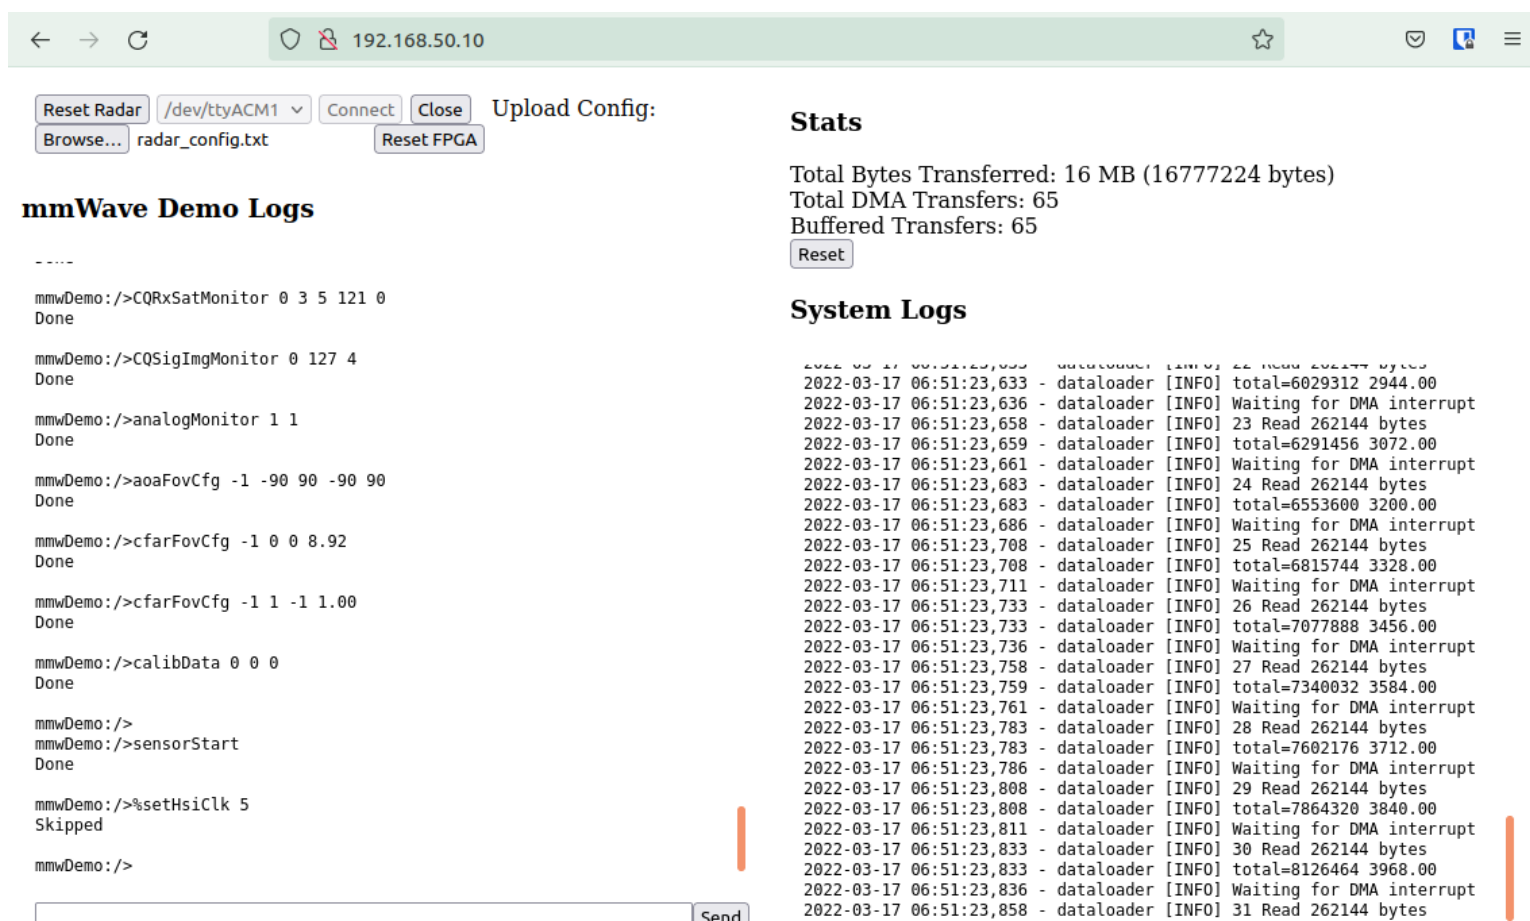 192.168.50.10
Reset Radar /dev/ttyACM1 Connect Close Upload Config:
Browse... radar_config.txt Reset FPGA
mmWave Demo Logs
mmwDemo:/>CQRxSatMonitor 0 3 5 121 0
Done
mmwDemo:/>CQSigImgMonitor 0 127 4
Done
mmwDemo:/>analogMonitor 1 1
Done
mmwDemo:/>aoaFovCfg -1 -90 90 -90 90
Done
mmwDemo:/>cfarFovCfg -1 0 0 8.92
Done
mmwDemo:/>cfarFovCfg -1 1 -1 1.00
Done
mmwDemo:/>calibData 0 0 0
Done
mmwDemo:/>
mmwDemo:/>sensorStart
Done
mmwDemo:/>%setHsiClk 5
Skipped
mmwDemo:/>
Send
Stats
Total Bytes Transferred: 16 MB (16777224 bytes)
Total DMA Transfers: 65
Buffered Transfers: 65
Reset
System Logs
2022-03-17 06:51:23,633 - dataloader [INFO] 22 Read 262144 bytes
2022-03-17 06:51:23,633 - dataloader [INFO] total=6029312 2944.00
2022-03-17 06:51:23,636 - dataloader [INFO] Waiting for DMA interrupt
2022-03-17 06:51:23,658 - dataloader [INFO] 23 Read 262144 bytes
2022-03-17 06:51:23,659 - dataloader [INFO] total=6291456 3072.00
2022-03-17 06:51:23,661 - dataloader [INFO] Waiting for DMA interrupt
2022-03-17 06:51:23,683 - dataloader [INFO] 24 Read 262144 bytes
2022-03-17 06:51:23,683 - dataloader [INFO] total=6553600 3200.00
2022-03-17 06:51:23,686 - dataloader [INFO] Waiting for DMA interrupt
2022-03-17 06:51:23,708 - dataloader [INFO] 25 Read 262144 bytes
2022-03-17 06:51:23,708 - dataloader [INFO] total=6815744 3328.00
2022-03-17 06:51:23,711 - dataloader [INFO] Waiting for DMA interrupt
2022-03-17 06:51:23,733 - dataloader [INFO] 26 Read 262144 bytes
2022-03-17 06:51:23,733 - dataloader [INFO] total=7077888 3456.00
2022-03-17 06:51:23,736 - dataloader [INFO] Waiting for DMA interrupt
2022-03-17 06:51:23,758 - dataloader [INFO] 27 Read 262144 bytes
2022-03-17 06:51:23,759 - dataloader [INFO] total=7340032 3584.00
2022-03-17 06:51:23,761 - dataloader [INFO] Waiting for DMA interrupt
2022-03-17 06:51:23,783 - dataloader [INFO] 28 Read 262144 bytes
2022-03-17 06:51:23,783 - dataloader [INFO] total=7602176 3712.00
2022-03-17 06:51:23,786 - dataloader [INFO] Waiting for DMA interrupt
2022-03-17 06:51:23,808 - dataloader [INFO] 29 Read 262144 bytes
2022-03-17 06:51:23,808 - dataloader [INFO] total=7864320 3840.00
2022-03-17 06:51:23,811 - dataloader [INFO] Waiting for DMA interrupt
2022-03-17 06:51:23,833 - dataloader [INFO] 30 Read 262144 bytes
2022-03-17 06:51:23,833 - dataloader [INFO] total=8126464 3968.00
2022-03-17 06:51:23,836 - dataloader [INFO] Waiting for DMA interrupt
2022-03-17 06:51:23,858 - dataloader [INFO] 31 Read 262144 bytes